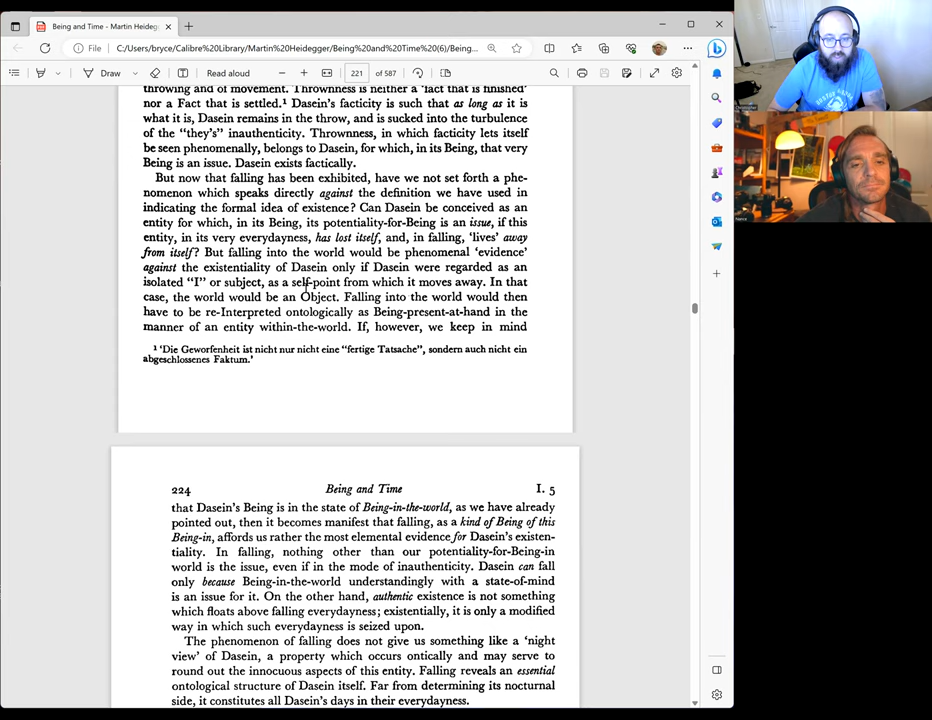 Being and Time - Martin Heideg
File
C:/Users/bryce/Calibre%20Library/Martin%20Heidegger/Being%20and%20Time%20(6)/Being...
Draw
Read aloud
221
of 587
throwing and of movement. Thrownness is neither a 'fact that is finished'
nor a Fact that is settled.¹ Dasein's facticity is such that as long as it is
what it is, Dasein remains in the throw, and is sucked into the turbulence
of the "they's" inauthenticity. Thrownness, in which facticity lets itself
be seen phenomenally, belongs to Dasein, for which, in its Being, that very
Being is an issue. Dasein exists factically.
But now that falling has been exhibited, have we not set forth a phe-
nomenon which speaks directly against the definition we have used in
indicating the formal idea of existence? Can Dasein be conceived as an
entity for which, in its Being, its potentiality-for-Being is an issue, if this
entity, in its very everydayness, has lost itself, and, in falling, 'lives' away
from itself? But falling into the world would be phenomenal 'evidence'
against the existentiality of Dasein only if Dasein were regarded as an
isolated "I" or subject, as a self-point from which it moves away. In that
case, the world would be an Object. Falling into the world would then
have to be re-Interpreted ontologically as Being-present-at-hand in the
manner of an entity within-the-world. If, however, we keep in mind
¹ 'Die Geworfenheit ist nicht nur nicht eine "fertige Tatsache", sondern auch nicht ein
abgeschlossenes Faktum.'
224 Being and Time I. 5
that Dasein's Being is in the state of Being-in-the-world, as we have already
pointed out, then it becomes manifest that falling, as a kind of Being of this
Being-in, affords us rather the most elemental evidence for Dasein's existen-
tiality. In falling, nothing other than our potentiality-for-Being-in
world is the issue, even if in the mode of inauthenticity. Dasein can fall
only because Being-in-the-world understandingly with a state-of-mind
is an issue for it. On the other hand, authentic existence is not something
which floats above falling everydayness; existentially, it is only a modified
way in which such everydayness is seized upon.
The phenomenon of falling does not give us something like a 'night
view' of Dasein, a property which occurs ontically and may serve to
round out the innocuous aspects of this entity. Falling reveals an essential
ontological structure of Dasein itself. Far from determining its nocturnal
side, it constitutes all Dasein's days in their everydayness.